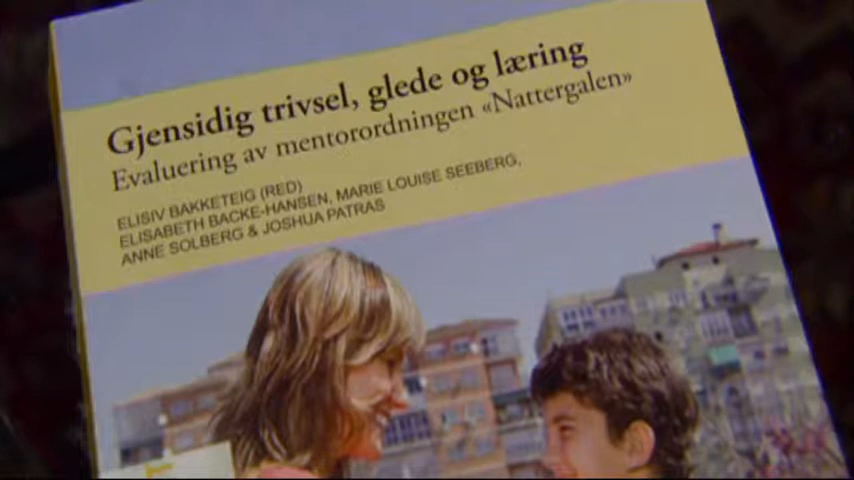 Gjensidig trivsel, glede og læring
Evaluering av mentorordningen «Nattergalen»
ELISIV BAKKETEIG (RED)
ELISABETH BACKE-HANSEN, MARIE LOUISE SEEBERG,
ANNE SOLBERG & JOSHUA PATRAS